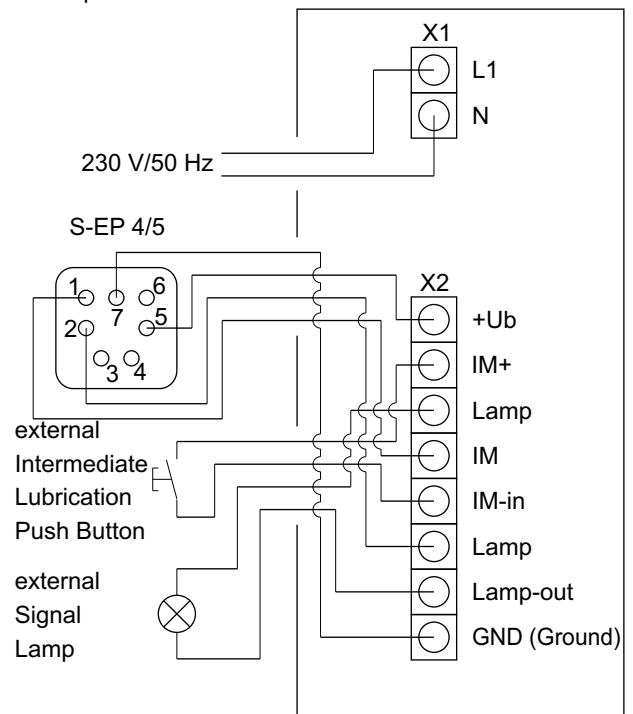 X1
L1
N
230 V/50 Hz
S-EP 4/5
1
7
6
2
5
3
4
X2
+Ub
IM+
Lamp
IM
IM-in
Lamp
Lamp-out
GND (Ground)
external
Intermediate
Lubrication
Push Button
external
Signal
Lamp